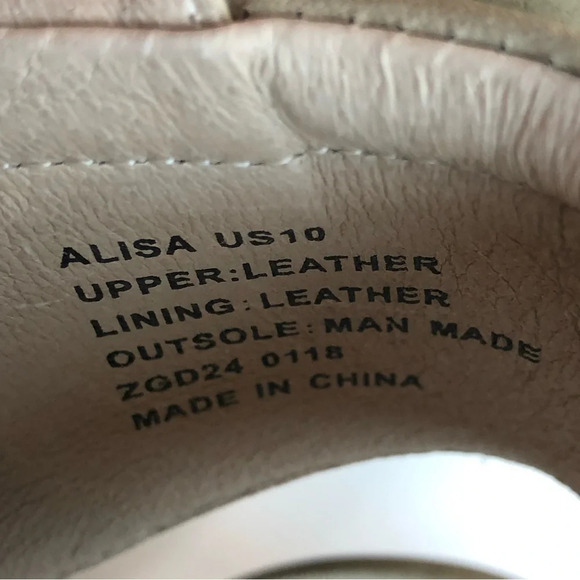 ALISA US10
UPPER:LEATHER
LINING:LEATHER
OUTSOLE:MAN MADE
ZGD24 0118
MADE IN CHINA